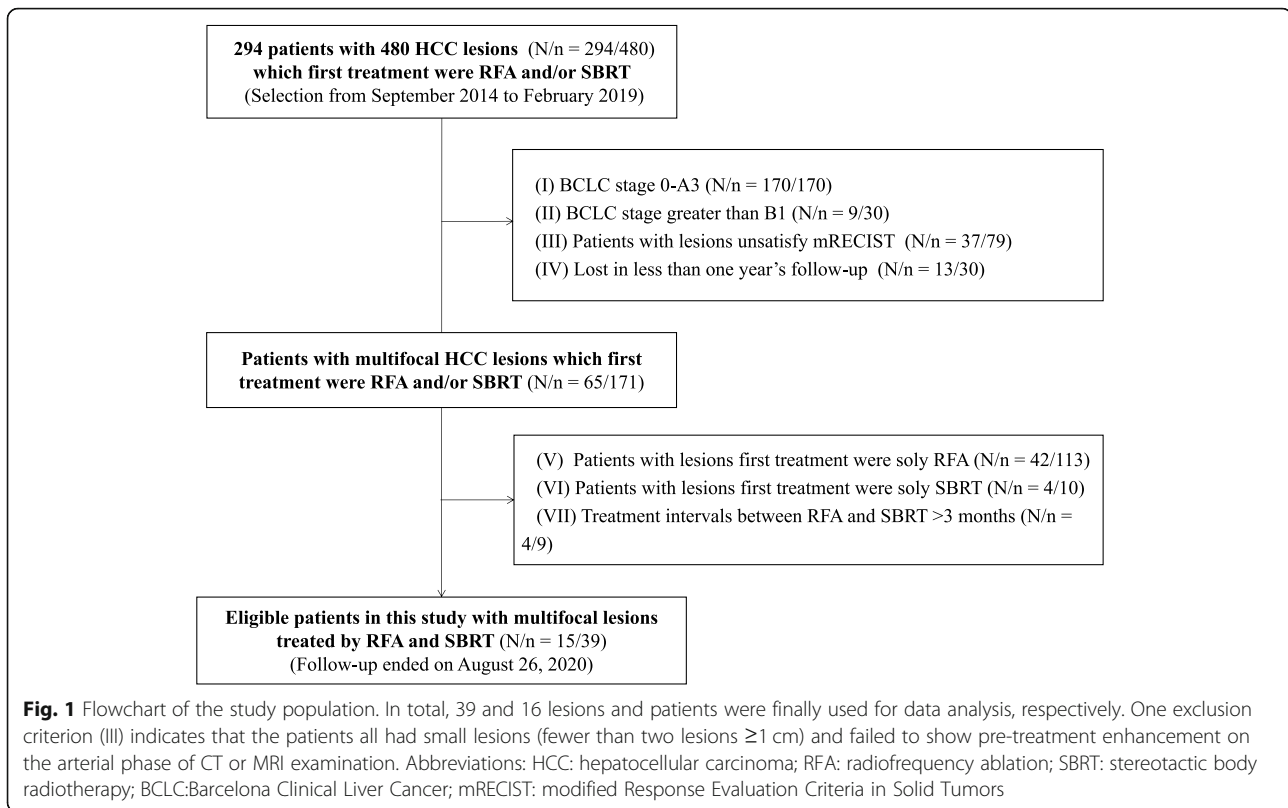 294 patients with 480 HCC lesions (N/n = 294/480)
which first treatment were RFA and/or SBRT
(Selection from September 2014 to February 2019)
(I) BCLC stage 0-A3 (N/n = 170/170)
(II) BCLC stage greater than B1 (N/n = 9/30)
(III) Patients with lesions unsatisfy mRECIST (N/n = 37/79)
(IV) Lost in less than one year's follow-up (N/n = 13/30)
Patients with multifocal HCC lesions which first
treatment were RFA and/or SBRT (N/n = 65/171)
(V) Patients with lesions first treatment were soly RFA (N/n = 42/113)
(VI) Patients with lesions first treatment were soly SBRT (N/n = 4/10)
(VII) Treatment intervals between RFA and SBRT >3 months (N/n =
4/9)
Eligible patients in this study with multifocal lesions
treated by RFA and SBRT (N/n = 15/39)
(Follow-up ended on August 26, 2020)
Fig. 1 Flowchart of the study population. In total, 39 and 16 lesions and patients were finally used for data analysis, respectively. One exclusion
criterion (III) indicates that the patients all had small lesions (fewer than two lesions ≥1 cm) and failed to show pre-treatment enhancement on
the arterial phase of CT or MRI examination. Abbreviations: HCC: hepatocellular carcinoma; RFA: radiofrequency ablation; SBRT: stereotactic body
radiotherapy; BCLC:Barcelona Clinical Liver Cancer; mRECIST: modified Response Evaluation Criteria in Solid Tumors